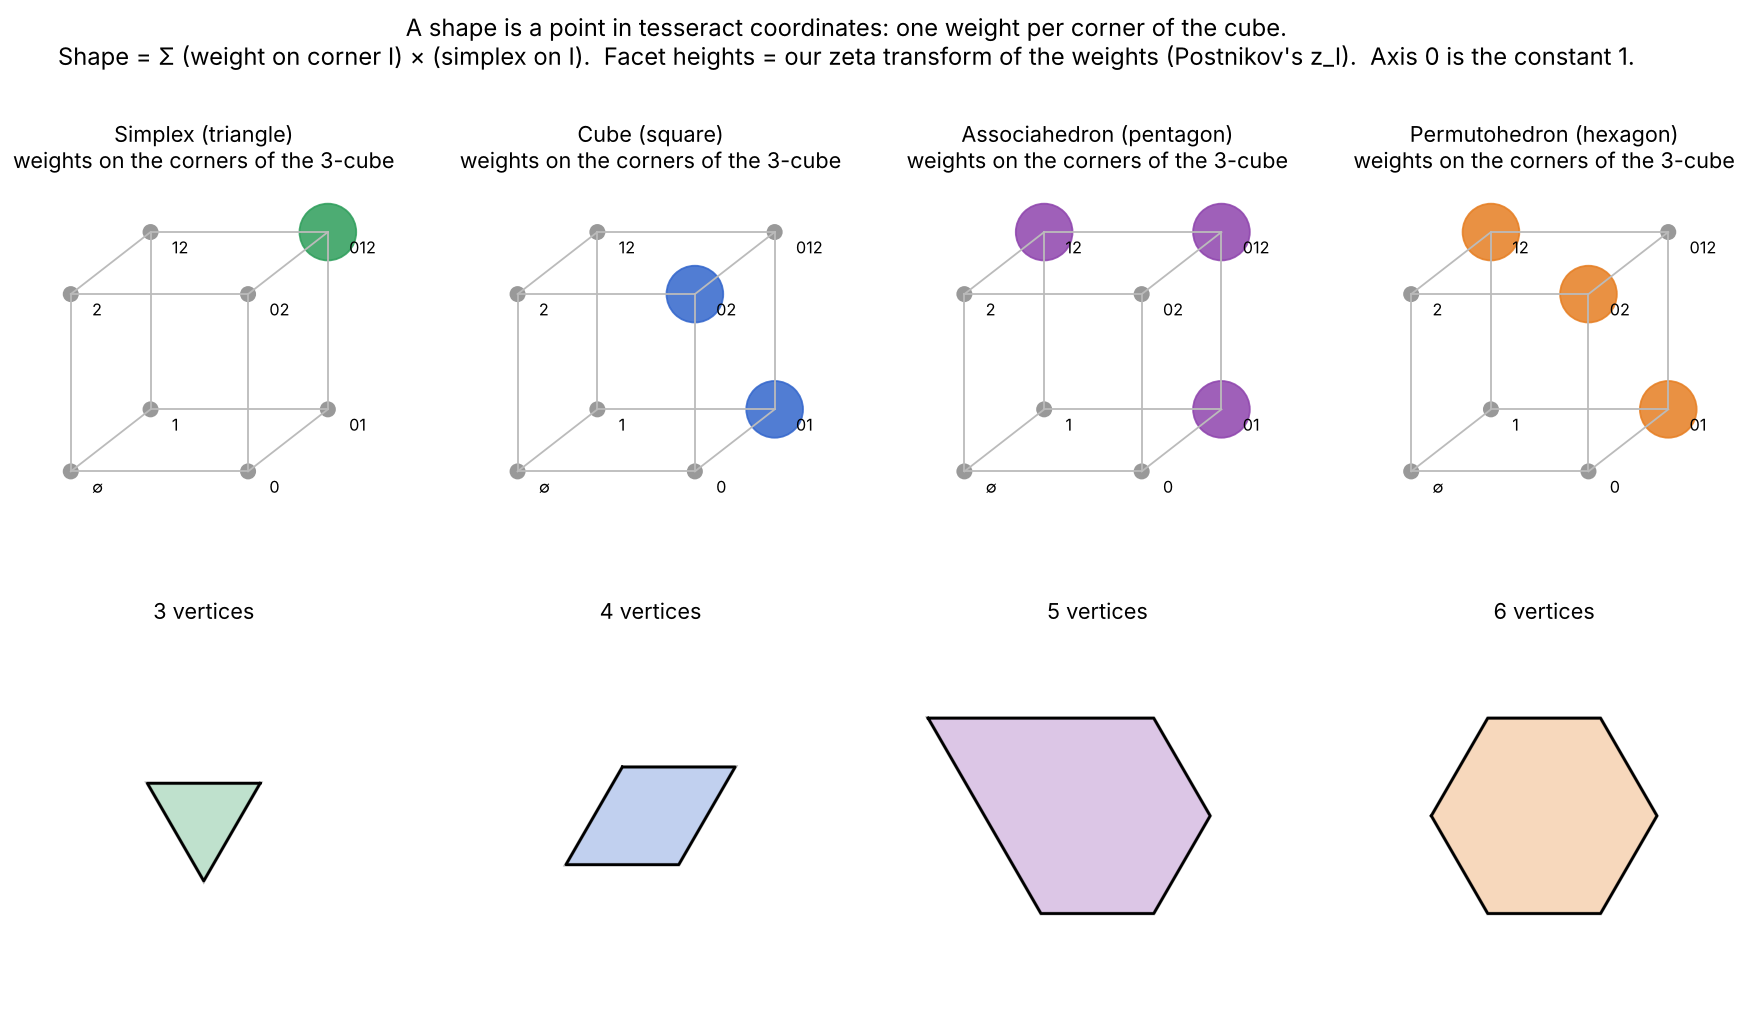 A shape is a point in tesseract coordinates: one weight per corner of the cube.
Shape = Σ (weight on corner I) × (simplex on I).  Facet heights = our zeta transform of the weights (Postnikov's z_I).  Axis 0 is the constant 1.
Simplex (triangle)
weights on the corners of the 3-cube
12
012
2
02
1
01
ø
0
3 vertices
Cube (square)
weights on the corners of the 3-cube
12
012
2
02
1
01
ø
0
4 vertices
Associahedron (pentagon)
weights on the corners of the 3-cube
12
012
2
02
1
01
ø
0
5 vertices
Permutohedron (hexagon)
weights on the corners of the 3-cube
12
012
2
02
1
01
ø
0
6 vertices